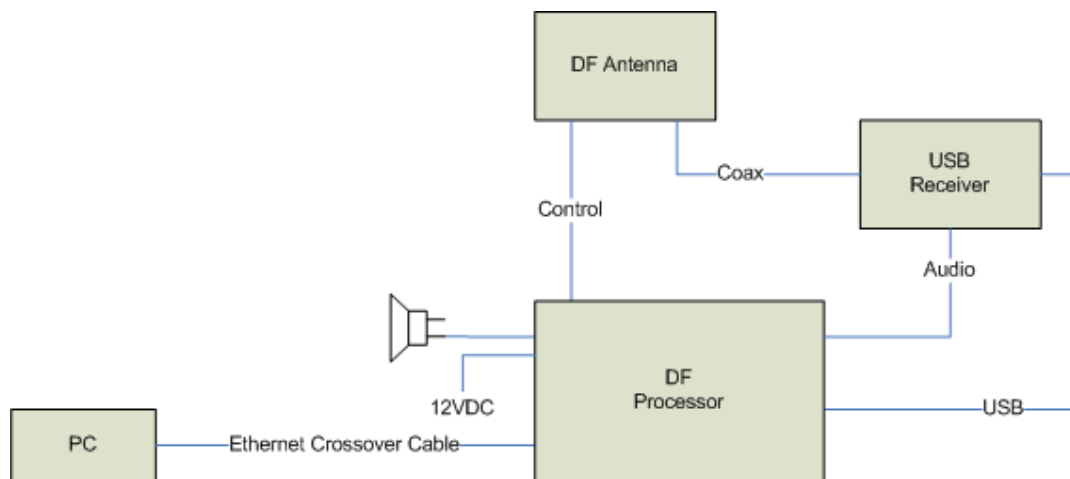 DF Antenna
USB
Receiver
Coax
Control
Audio
DF
Processor
12VDC
USB
PC
Ethernet Crossover Cable